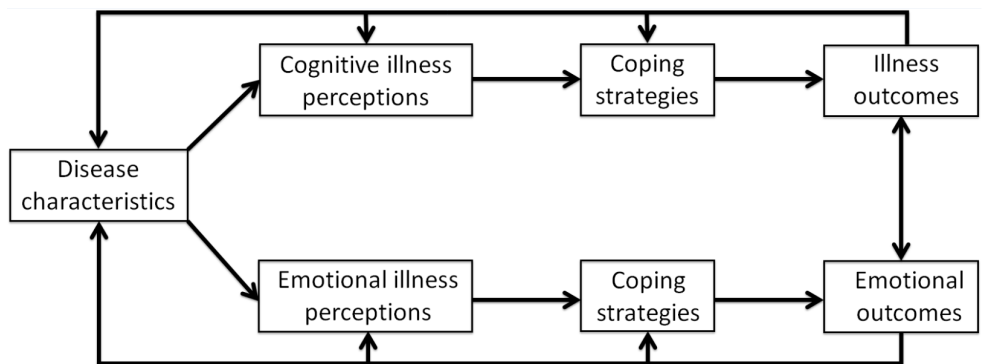 Cognitive illness
perceptions
Coping
strategies
Illness
outcomes
Disease
characteristics
Emotional illness
perceptions
Coping
strategies
Emotional
outcomes